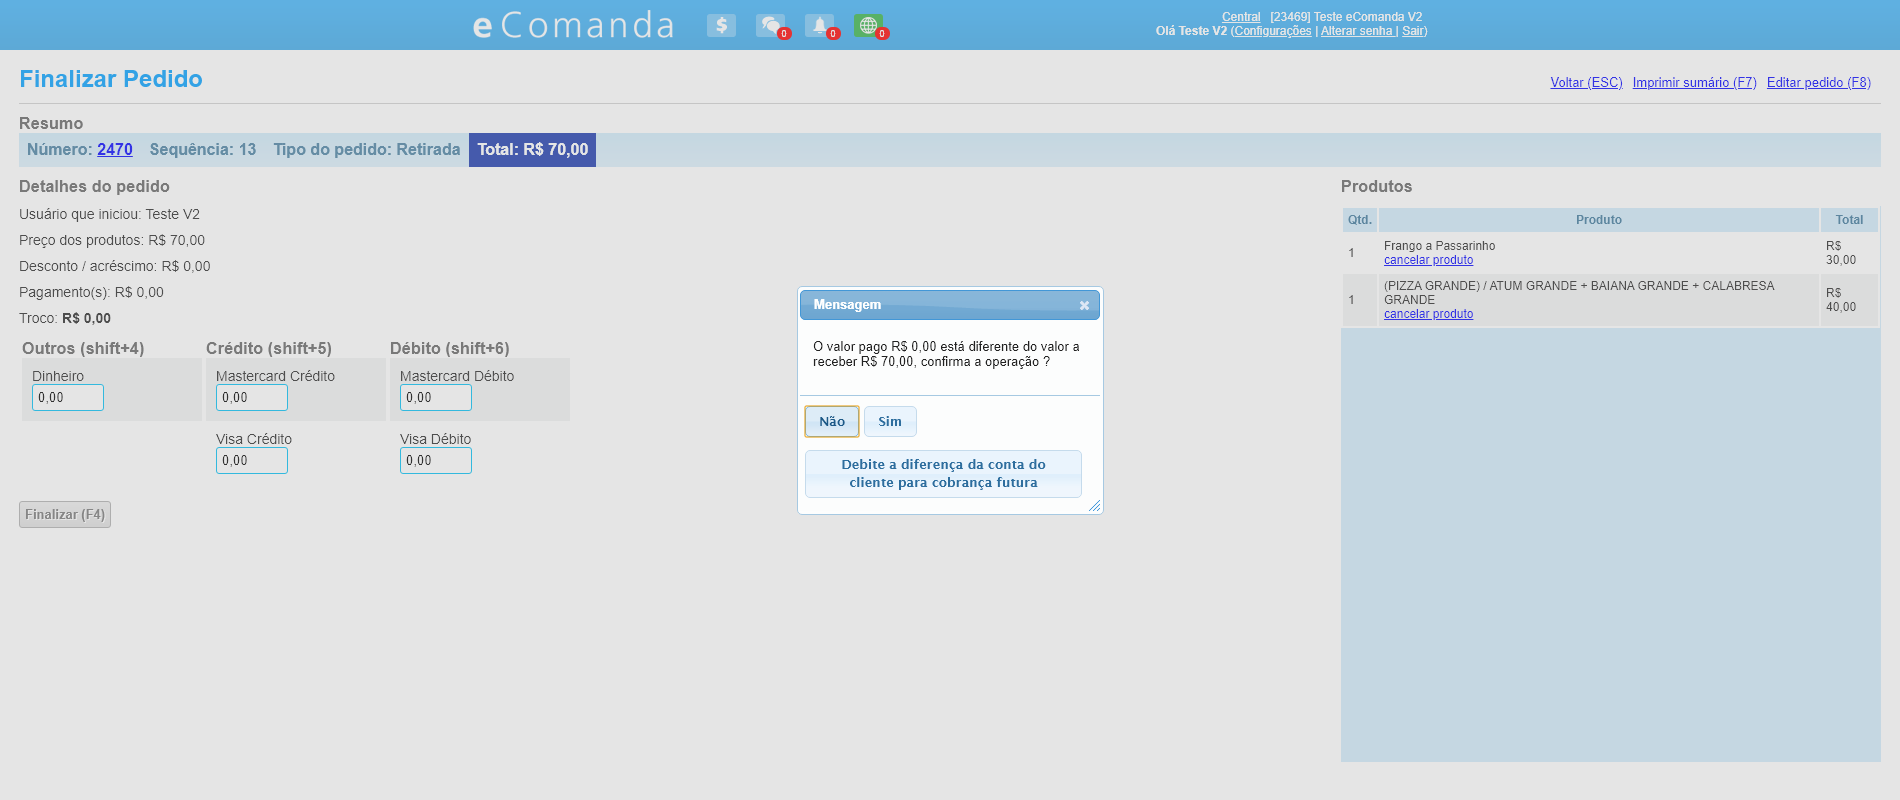 eComanda
$
0
0
0
Central [23469] Teste eComanda V2
Olá Teste V2 (Configurações | Alterar senha | Sair)
Finalizar Pedido
Voltar (ESC) Imprimir sumário (F7) Editar pedido (F8)
Resumo
Número: 2470 Sequência: 13 Tipo do pedido: Retirada Total: R$ 70,00
Detalhes do pedido
Usuário que iniciou: Teste V2
Preço dos produtos: R$ 70,00
Desconto / acréscimo: R$ 0,00
Pagamento(s): R$ 0,00
Troco: R$ 0,00
Outros (shift+4) Crédito (shift+5) Débito (shift+6)
Dinheiro Mastercard Crédito Mastercard Débito
0,00 0,00 0,00
Visa Crédito Visa Débito
0,00 0,00
Finalizar (F4)
Mensagem
O valor pago R$ 0,00 está diferente do valor a
receber R$ 70,00, confirma a operação ?
Não Sim
Debite a diferença da conta do
cliente para cobrança futura
Produtos
Qtd. Produto Total
1 Frango a Passarinho R$
cancelar produto 30,00
(PIZZA GRANDE) / ATUM GRANDE + BAIANA GRANDE + CALABRESA R$
1 GRANDE 40,00
cancelar produto